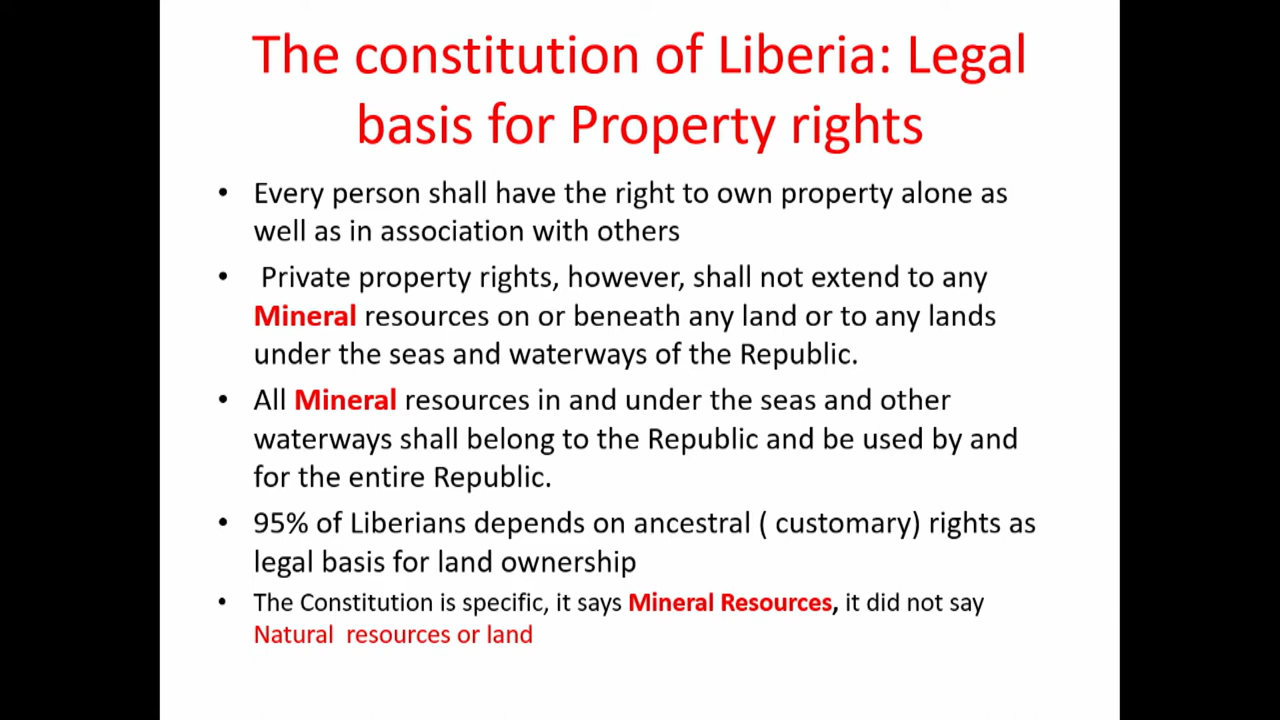 The constitution of Liberia: Legal
basis for Property rights
• Every person shall have the right to own property alone as
well as in association with others
• Private property rights, however, shall not extend to any
Mineral resources on or beneath any land or to any lands
under the seas and waterways of the Republic.
• All Mineral resources in and under the seas and other
waterways shall belong to the Republic and be used by and
for the entire Republic.
• 95% of Liberians depends on ancestral ( customary) rights as
legal basis for land ownership
• The Constitution is specific, it says Mineral Resources, it did not say
Natural resources or land